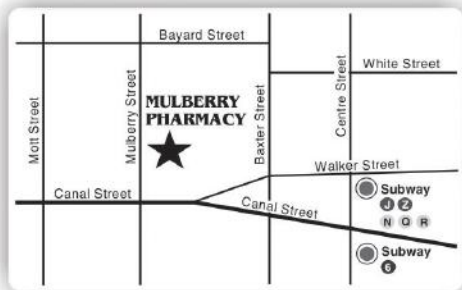 Bayard Street
White Street
Mott Street
Mulberry Street
MULBERRY
PHARMACY
Baxter Street
Centre Street
Walker Street
Canal Street
Canal Street
Subway
J Z
N Q R
Subway
6